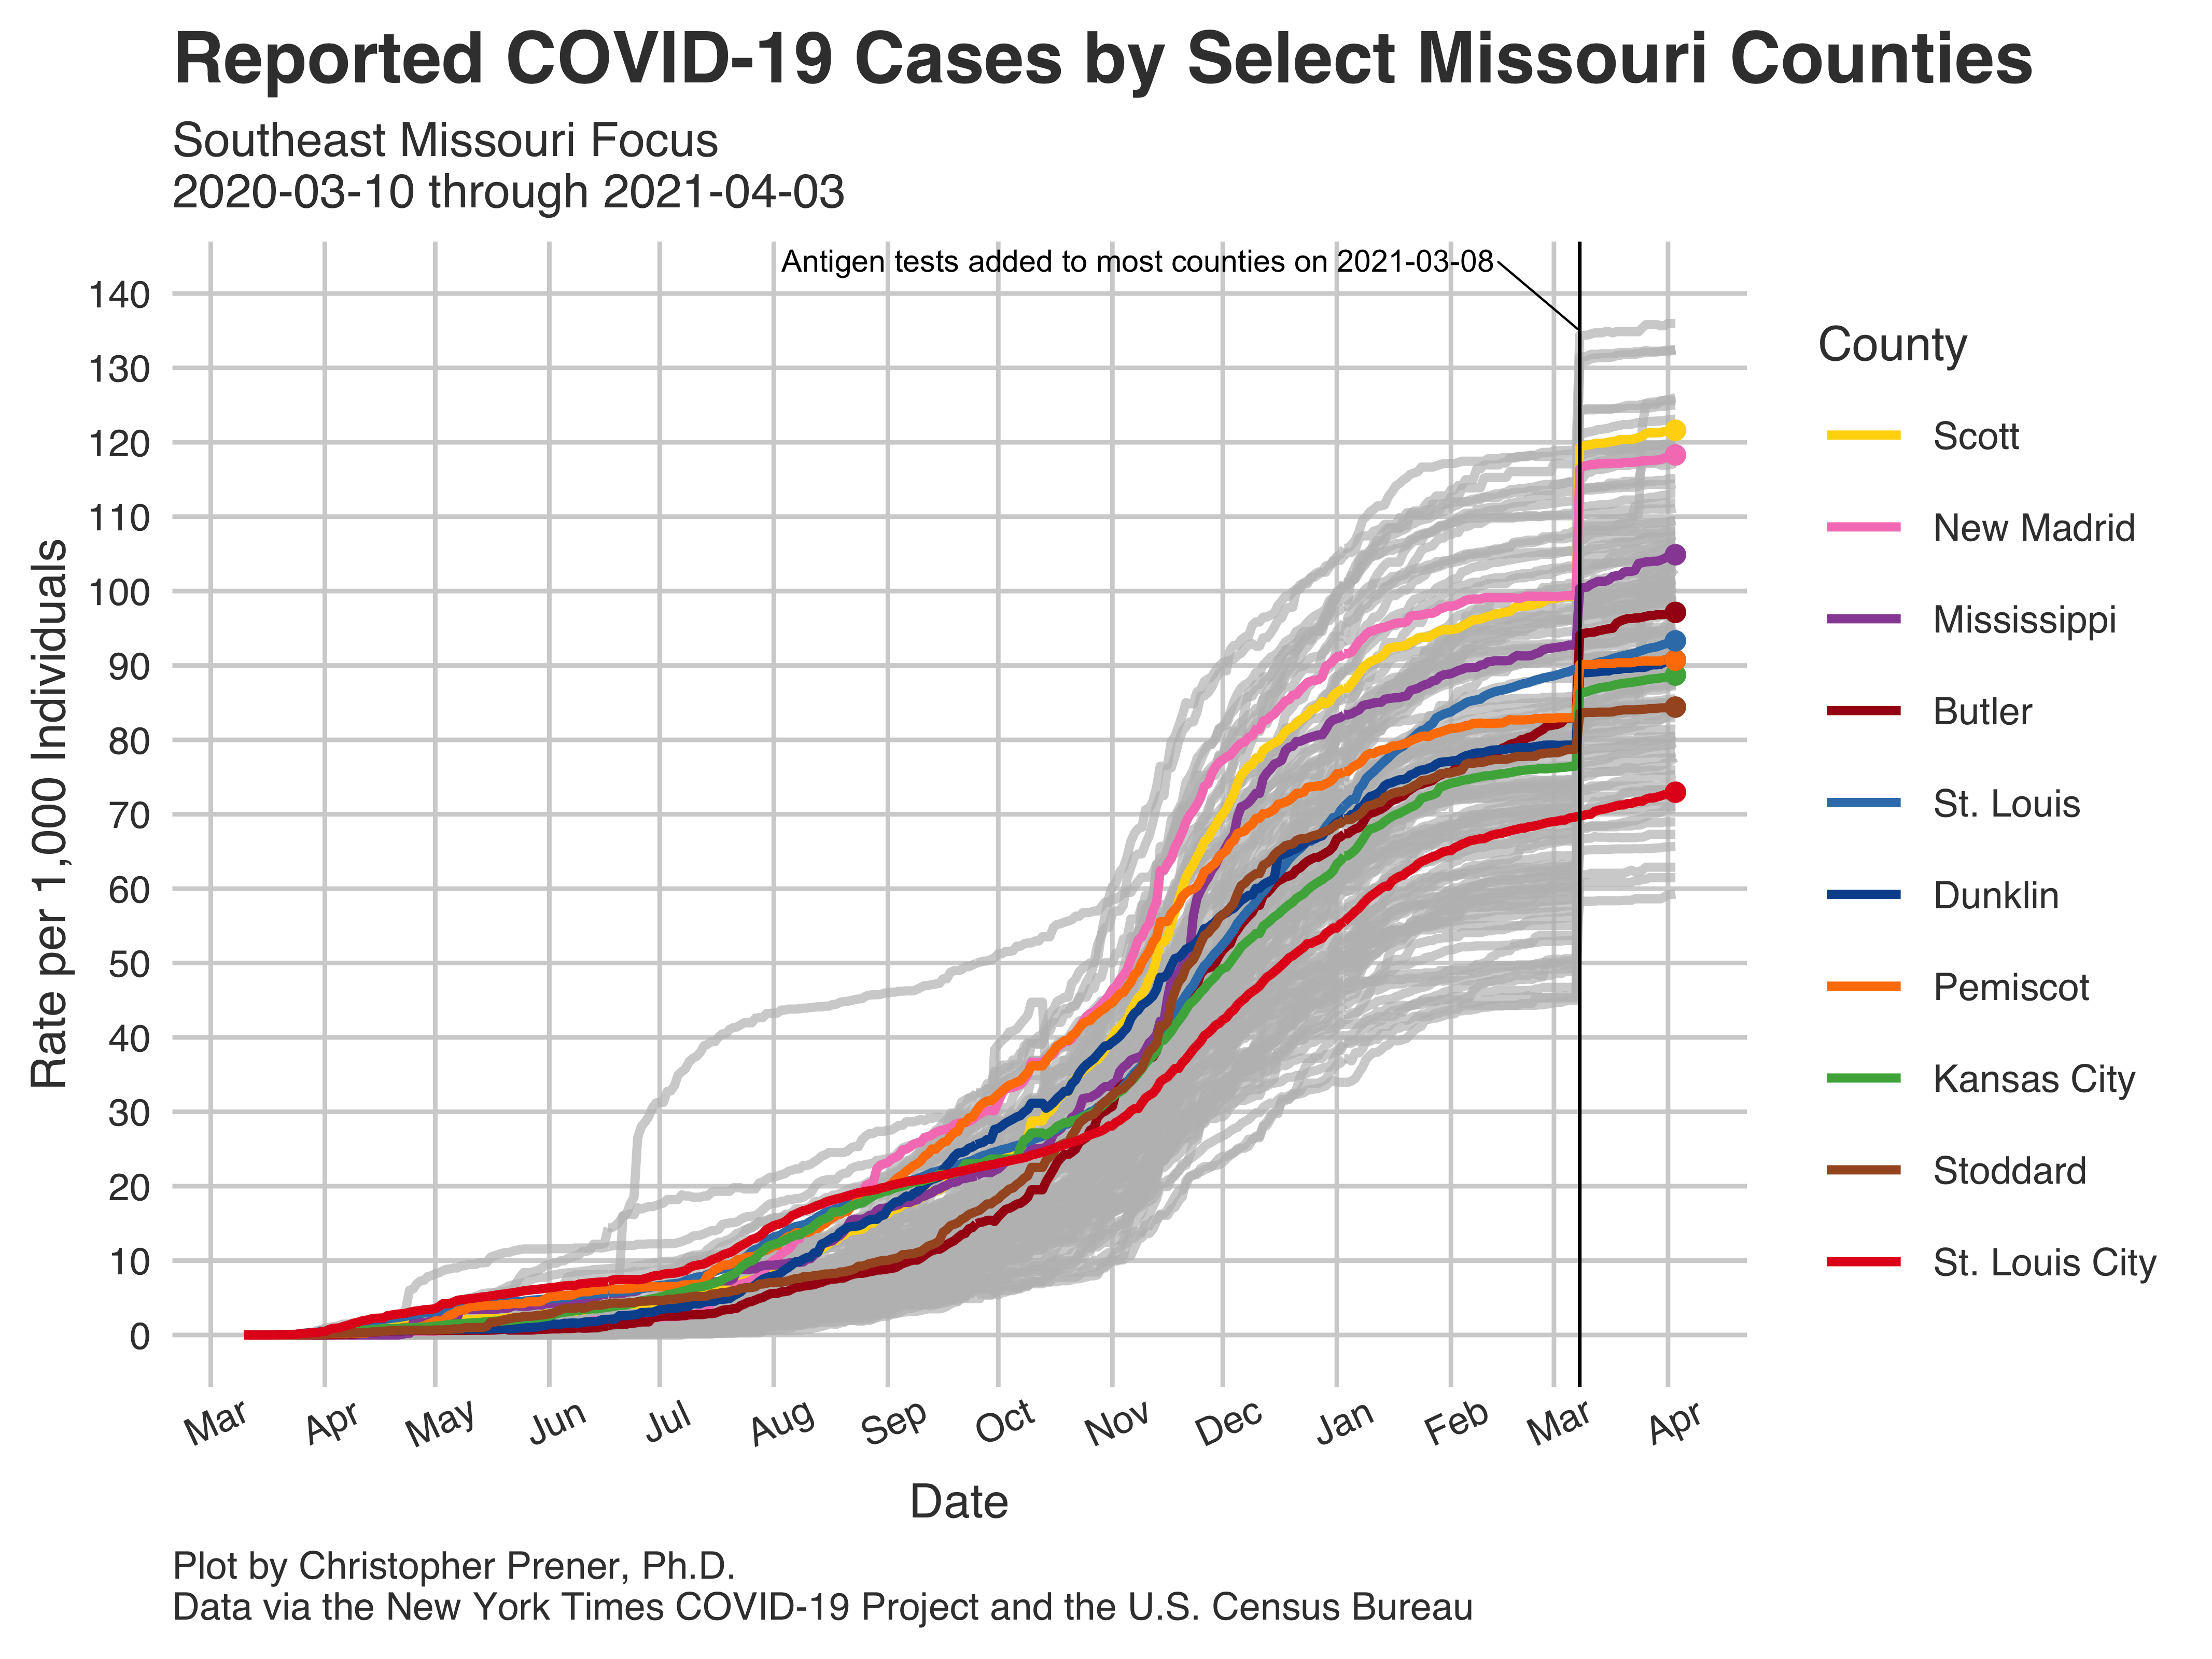 Reported COVID-19 Cases by Select Missouri Counties
Southeast Missouri Focus
2020-03-10 through 2021-04-03
Antigen tests added to most counties on 2021-03-08
140
130
120
110
100
90
80
70
60
50
40
30
20
10
0
Rate per 1,000 Individuals
Mar
Apr
May
Jun
Jul
Aug
Sep
Oct
Nov
Dec
Jan
Feb
Mar
Apr
Date
County
Scott
New Madrid
Mississippi
Butler
St. Louis
Dunklin
Pemiscot
Kansas City
Stoddard
St. Louis City
Plot by Christopher Prener, Ph.D.
Data via the New York Times COVID-19 Project and the U.S. Census Bureau